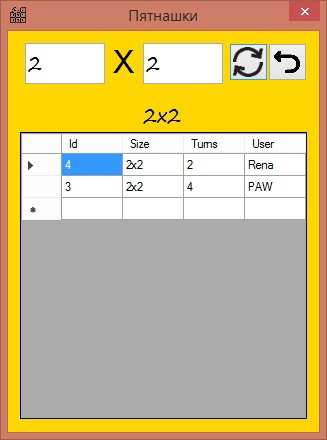 Пятнашки
2 X 2
2x2
Id Size Turns User
4 2x2 2 Rena
3 2x2 4 PAW